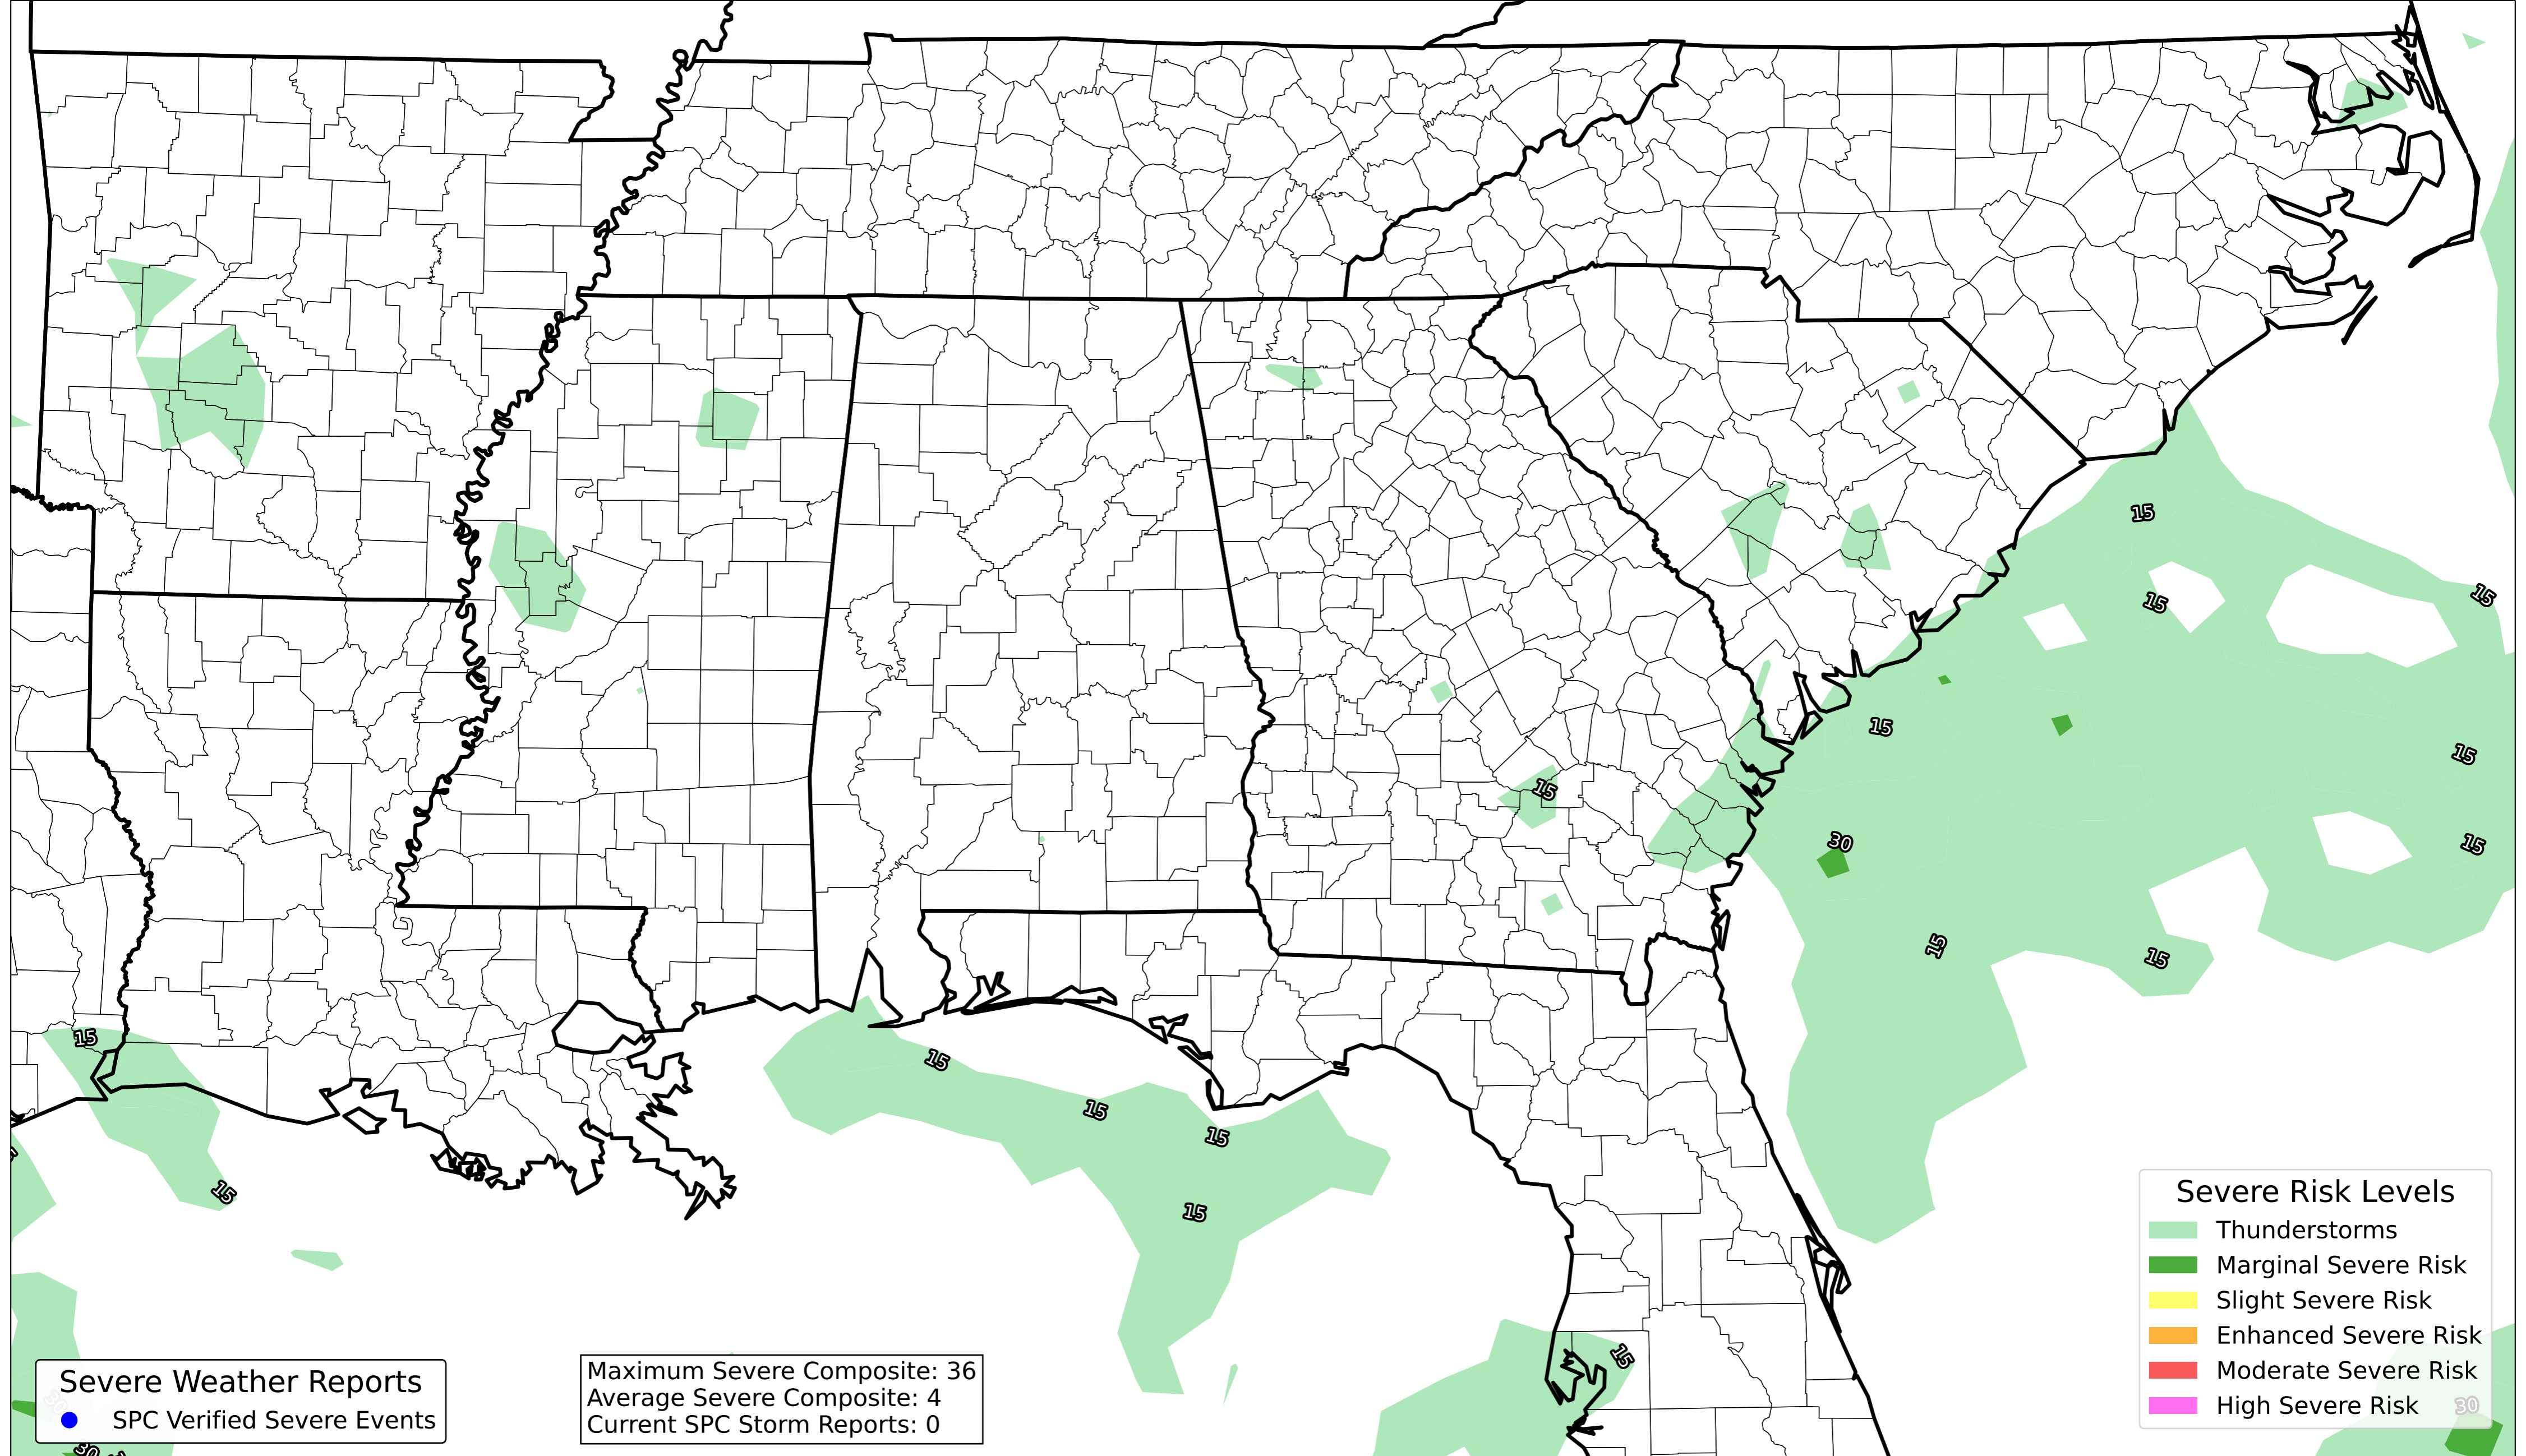 15
15
15
15
15
15
30
15
15
15
15
15
15
15
15
15
15
30
30
Severe Risk Levels
Thunderstorms
Marginal Severe Risk
Slight Severe Risk
Enhanced Severe Risk
Moderate Severe Risk
High Severe Risk
Severe Weather Reports
SPC Verified Severe Events
Maximum Severe Composite: 36
Average Severe Composite: 4
Current SPC Storm Reports: 0